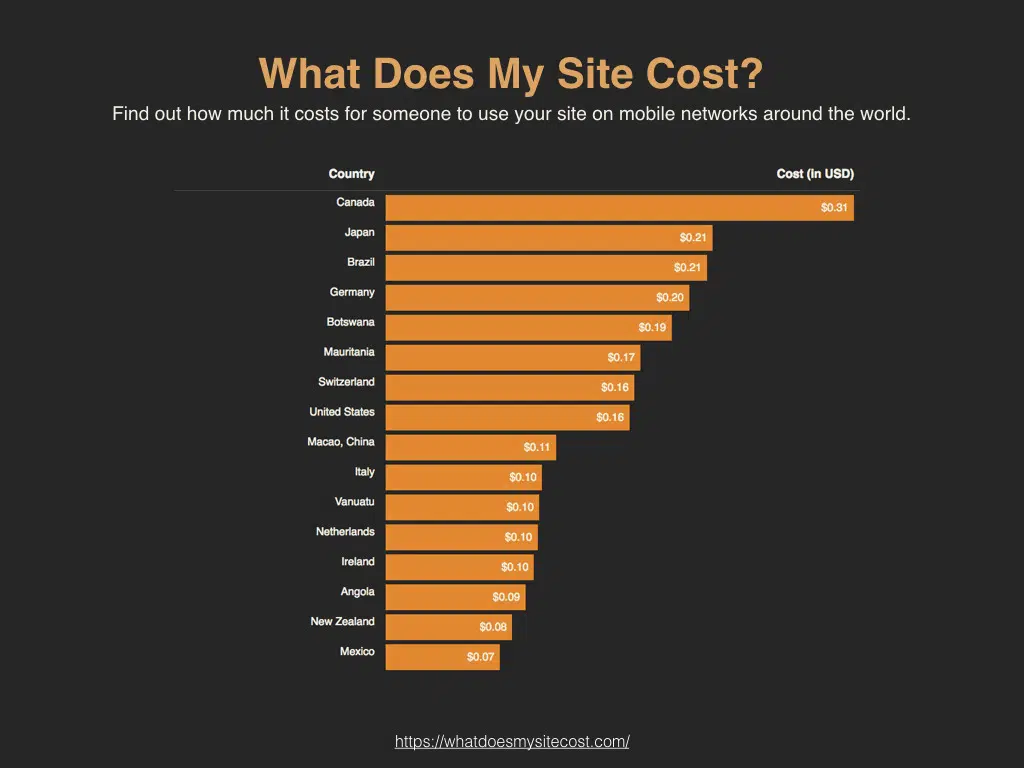 What Does My Site Cost?
Find out how much it costs for someone to use your site on mobile networks around the world.
Country Cost (in USD)
Canada $0.31
Japan $0.21
Brazil $0.21
Germany $0.20
Botswana $0.19
Mauritania $0.17
Switzerland $0.16
United States $0.16
Macao, China $0.11
Italy $0.10
Vanuatu $0.10
Netherlands $0.10
Ireland $0.10
Angola $0.09
New Zealand $0.08
Mexico $0.07
https://whatdoesmysitecost.com/